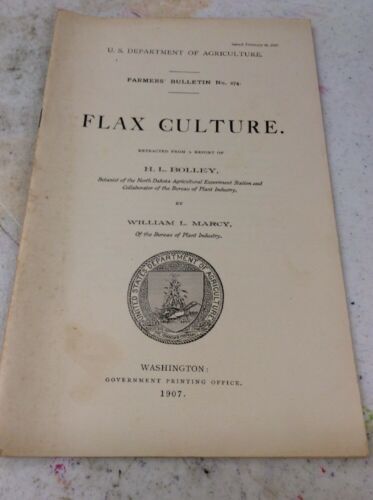 Issued February
U. S. DEPARTMENT OF AGRICULTURE.
FARMERS' BULLETIN No. 274.
FLAX CULTURE.
EXTRACTED FROM A REPORT OF
H. L. BOLLEY,
Botanist of the North Dakota Agricultural Experiment Station and
Collaborator of the Bureau of Plant Industry,
BY
WILLIAM L. MARCY,
Of the Bureau of Plant Industry.
UNITED STATES DEPARTMENT OF AGRICULTURE
WASHINGTON:
GOVERNMENT PRINTING OFFICE.
1907.